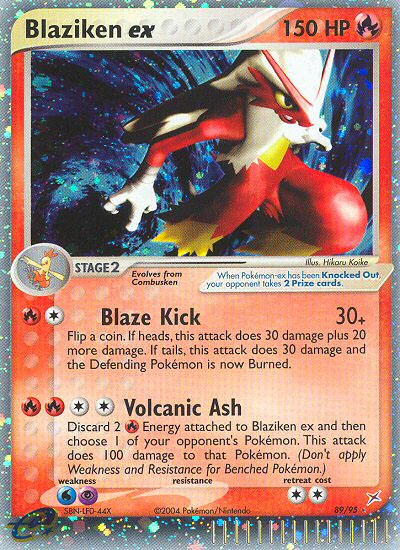 Blaziken ex 150 HP
Illus. Hikaru Koike
STAGE2
Evolves from
Combusken
When Pokémon-ex has been Knocked Out,
your opponent takes 2 Prize cards.
Blaze Kick 30+
Flip a coin. If heads, this attack does 30 damage plus 20
more damage. If tails, this attack does 30 damage and
the Defending Pokémon is now Burned.
Volcanic Ash
Discard 2 Energy attached to Blaziken ex and then
choose 1 of your opponent's Pokémon. This attack
does 100 damage to that Pokémon. (Don't apply
Weakness and Resistance for Benched Pokémon.)
weakness resistance retreat cost
SBN-LF0-44X ©2004 Pokémon/Nintendo 89/95